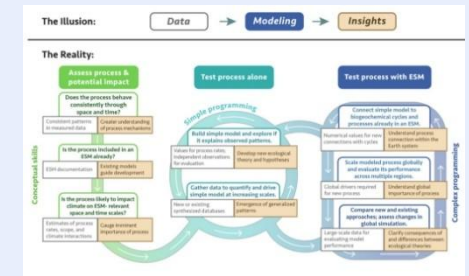 The Illusion:
Data
Modeling
Insights
The Reality:
Assess process &
potential impact
Test process alone
Test process with ESM
Conceptual skills
Does the process behave
consistently through
space and time?
Consistent patterns
in measured data
Greater understanding
of process mechanisms
Is the process included in an
ESM already?
ESM documentation
Existing models
guide development
Is the process likely to impact
climate on ESM- relevant
space and time scales?
Estimates of process
rates, scope, and
climate interactions
Gauge imminent
importance of process
Simple programming
Build simple model and explore if
it explains observed patterns.
Values for process rates,
independent observations
for evaluation
Develop new ecological
theory and hypotheses
Gather data to quantify and drive
simple model at increasing scales.
New or existing
synthesized databases
Emergence of generalized
patterns
Connect simple model to
biogeochemical cycles and
processes already in an ESM.
Numerical values for new
connections with cycles
Understand process
connection within the
Earth system
Scale modeled process
globally and evaluate its performance
across multiple regions.
Global drivers required
for new process
Understand global
importance of process
Compare new and existing
approaches; assess changes in
global simulation.
Large scale data for
evaluating model
performance
Clarify consequences of
and differences between
ecological theories
Complex programming